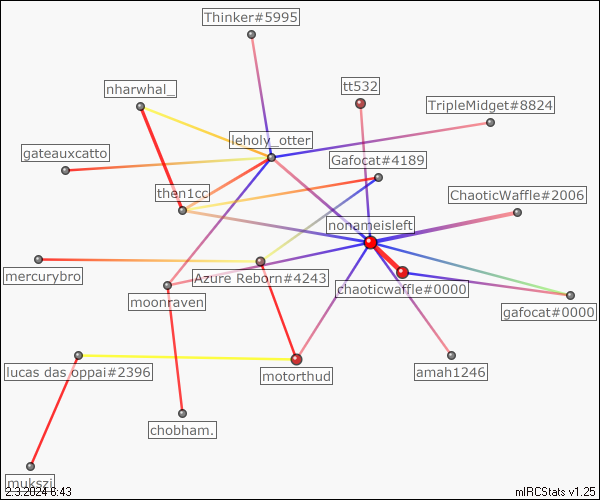 Thinker#5995
nharwhal_
tt532
TripleMidget#8824
leholy_otter
gateauxcatto
Gafocat#4189
then1cc
ChaoticWaffle#2006
nonameisleft
mercurybro
Azure Reborn#4243
chaoticwaffle#0000
moonraven
gafocat#0000
lucas das oppai#2396
motorthud
amah1246
chobham.
mukszi
2.3.2024 6:43
mIRCStats v1.25